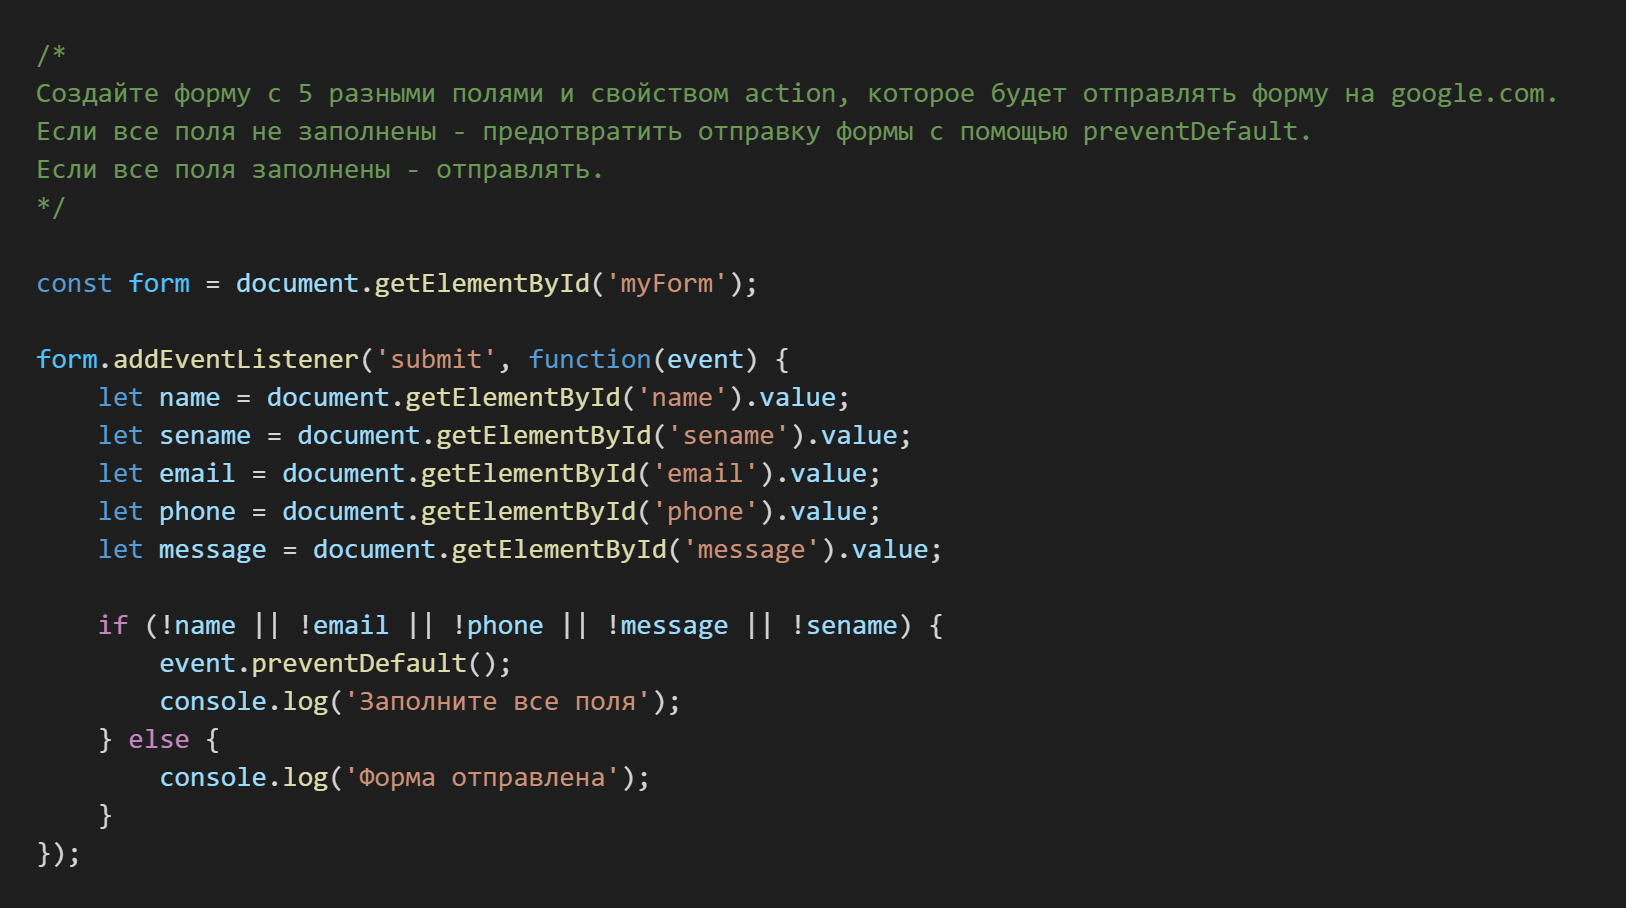 /*
Создайте форму с 5 разными полями и свойством action, которое будет отправлять форму на google.com.
Если все поля не заполнены - предотвратить отправку формы с помощью preventDefault.
Если все поля заполнены - отправлять.
*/
const form = document.getElementById('myForm');
form.addEventListener('submit', function(event) {
    let name = document.getElementById('name').value;
    let sename = document.getElementById('sename').value;
    let email = document.getElementById('email').value;
    let phone = document.getElementById('phone').value;
    let message = document.getElementById('message').value;
    if (!name || !email || !phone || !message || !sename) {
        event.preventDefault();
        console.log('Заполните все поля');
    } else {
        console.log('Форма отправлена');
    }
});